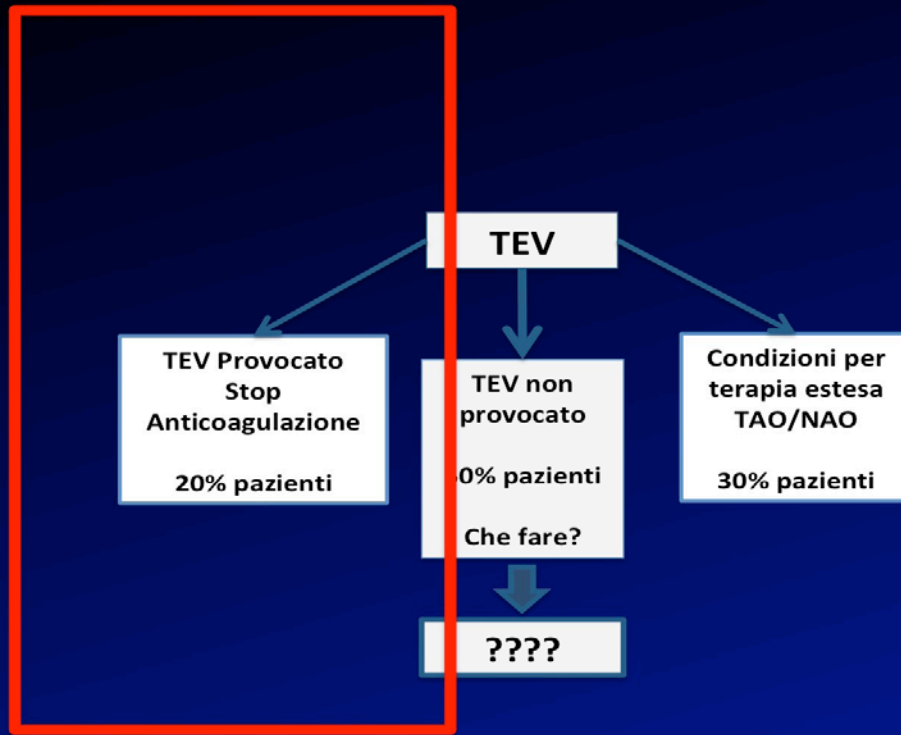 TEV
TEV Provocato
Stop
Anticoagulazione
20% pazienti
TEV non
provocato
0% pazienti
Che fare?
????
Condizioni per
terapia estesa
TAO/NAO
30% pazienti